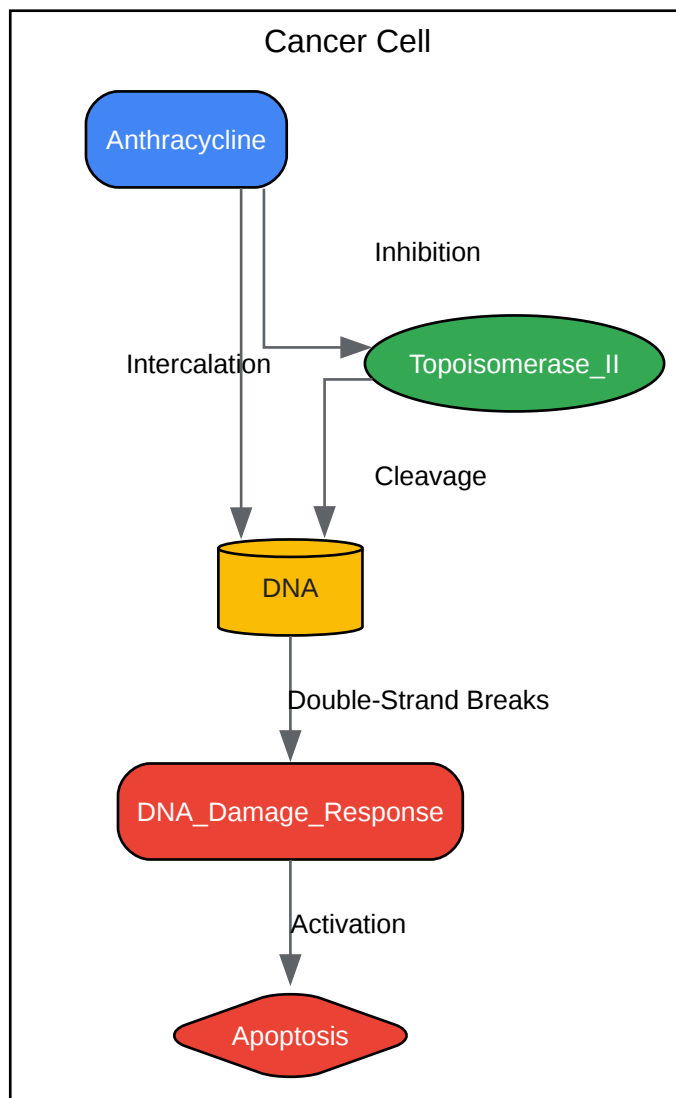 Cancer Cell
Anthracycline
Inhibition
Intercalation
Topoisomerase_II
Cleavage
DNA
Double-Strand Breaks
DNA_Damage_Response
Activation
Apoptosis